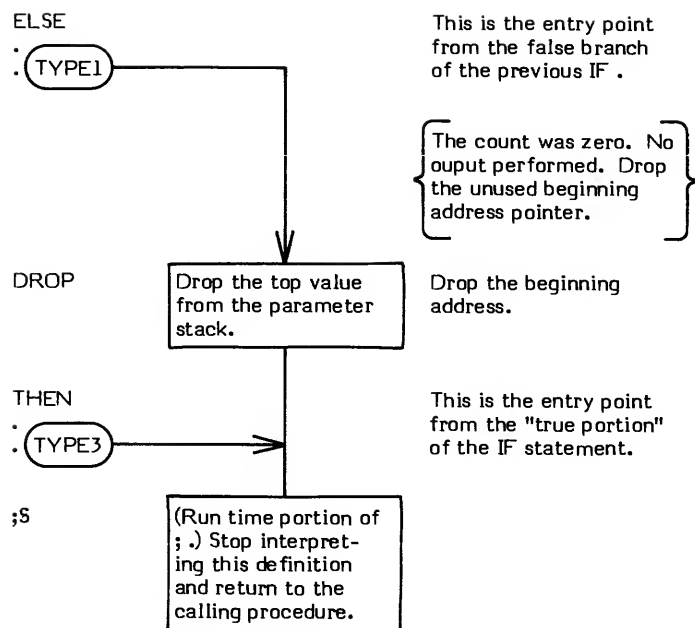 ELSE
This is the entry point
from the false branch
of the previous IF .
: TYPE1
The count was zero. No
ouput performed. Drop
the unused beginning
address pointer.
DROP
Drop the top value
from the parameter
stack.
Drop the beginning
address.
THEN
This is the entry point
from the "true portion"
of the IF statement.
: TYPE3
;S
(Run time portion of
; .) Stop interpret-
ing this definition
and return to the
calling procedure.